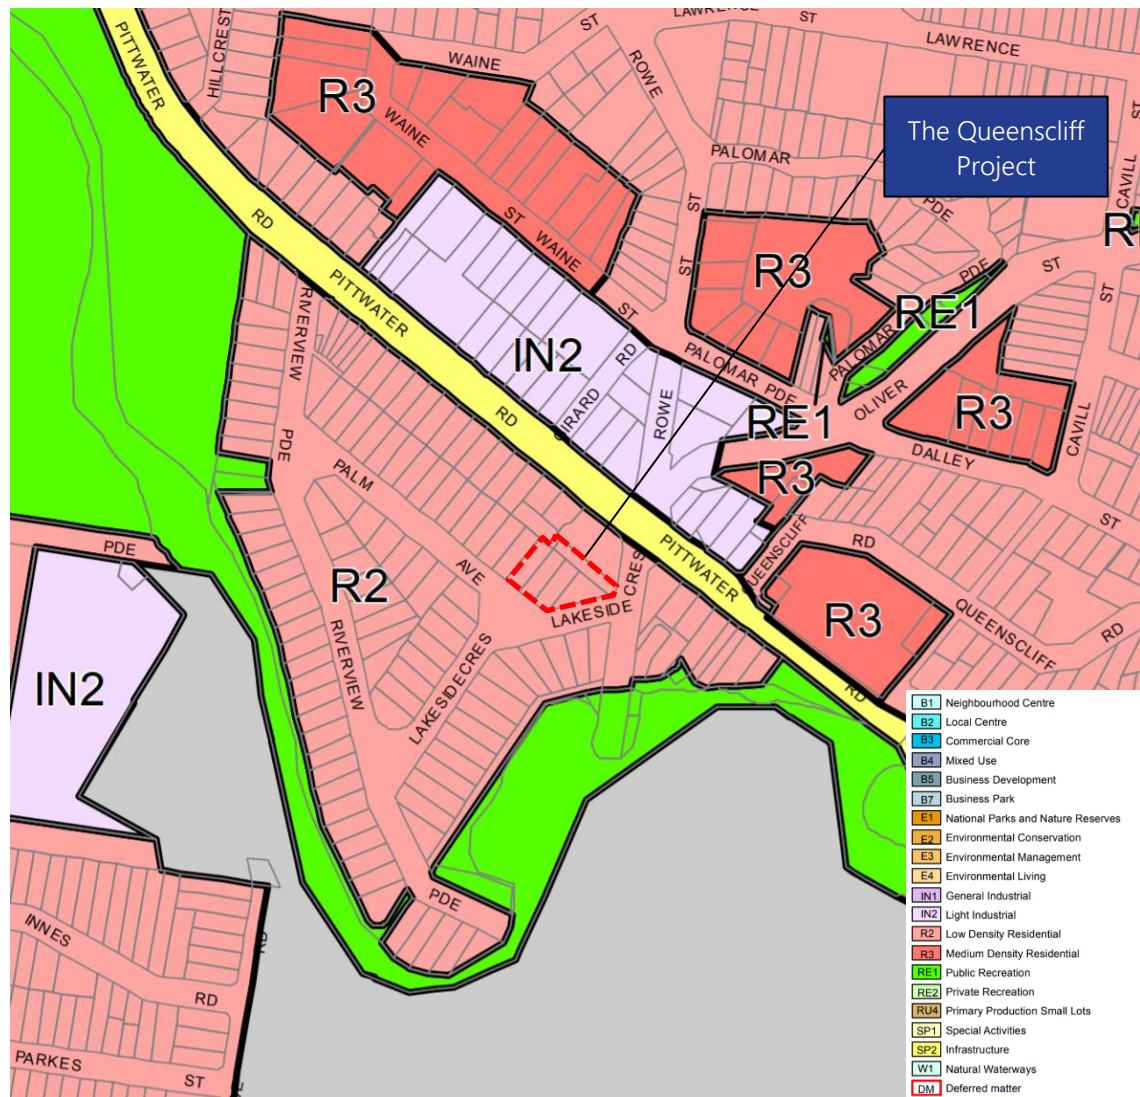 LAWRENCE
ST
LAWRENCE
ST
HILLCREST
PITTWATER
WAINE
ST
ROWE
R3
WAINE
The Queenscliff
Project
PALOMAR
PDE
CAVILL
ST
R
RD
ST
WAINE
ST
R3
PDE
ST
ST
RE1
RIVERVIEW
PITTWATER
ST
IN2
RD
PALOMAR
PDE
PALOMAR
RD
GIRARD
ROWE
OLIVER
RE1
R3
CAVILL
PDE
PALM
R3
DALLEY
ST
PDE
AVE
PITTWATER
QUEENSCLIFF
RD
R2
CRES
LAKESIDE
R3
QUEENSCLIFF
RD
RIVERVIEW
LAKESIDE CRES
IN2
RD
PDE
INNES
RD
PARKES
ST
B1 Neighbourhood Centre
B2 Local Centre
B3 Commercial Core
B4 Mixed Use
B5 Business Development
B7 Business Park
E1 National Parks and Nature Reserves
E2 Environmental Conservation
E3 Environmental Management
E4 Environmental Living
IN1 General Industrial
IN2 Light Industrial
R2 Low Density Residential
R3 Medium Density Residential
RE1 Public Recreation
RE2 Private Recreation
RU4 Primary Production Small Lots
SP1 Special Activities
SP2 Infrastructure
W1 Natural Waterways
DM Deferred matter